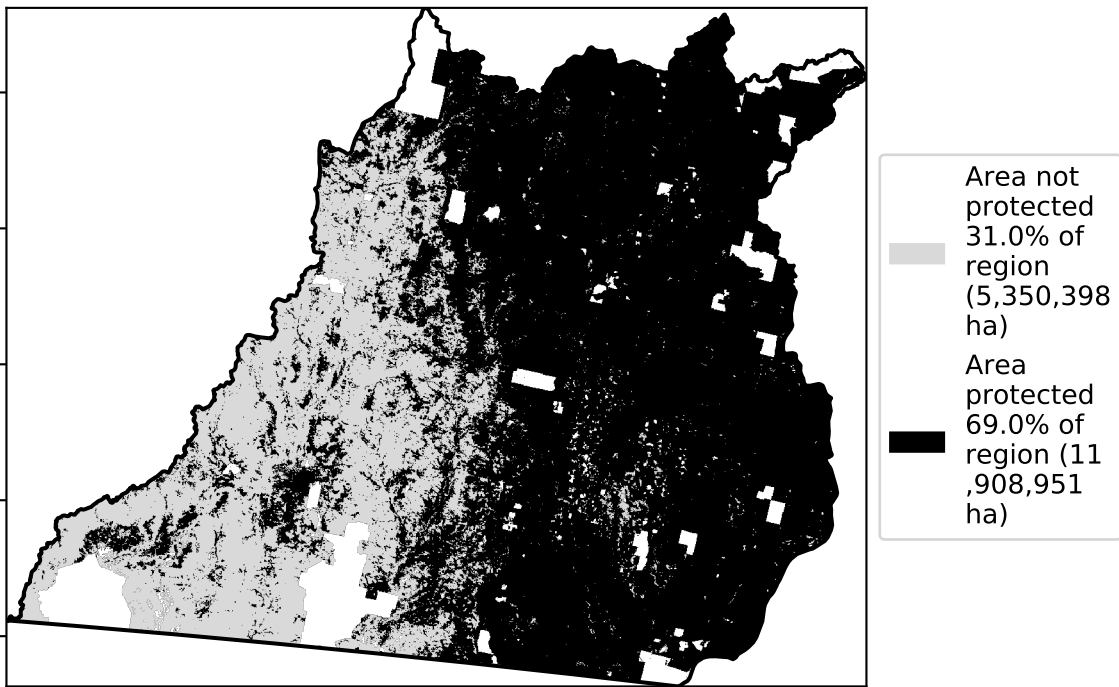 Area not
protected
31.0% of
region
(5,350,398
ha)
Area
protected
69.0% of
region (11
,908,951
ha)